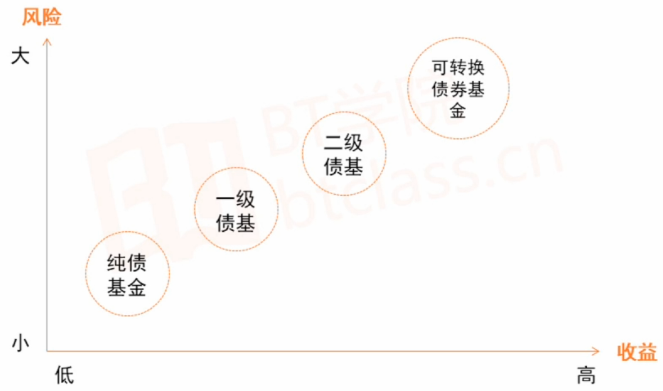 风险
大
可转换
债券基
金
二级
债基
一级
债基
纯债
基金
小
收益
低
高
BT学院
btclass.cn